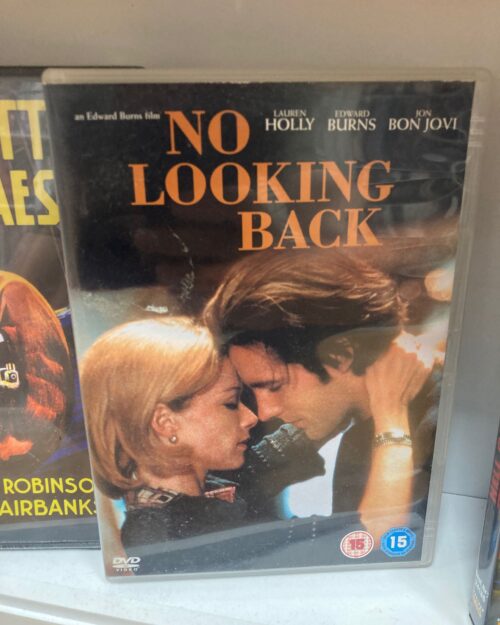 an Edward Burns film
LAUREN HOLLY
EDWARD BURNS
JON BON JOVI
NO
LOOKING
BACK
15
15
DVD
VIDEO
TT
AES
ROBINSO
AIRBANKS